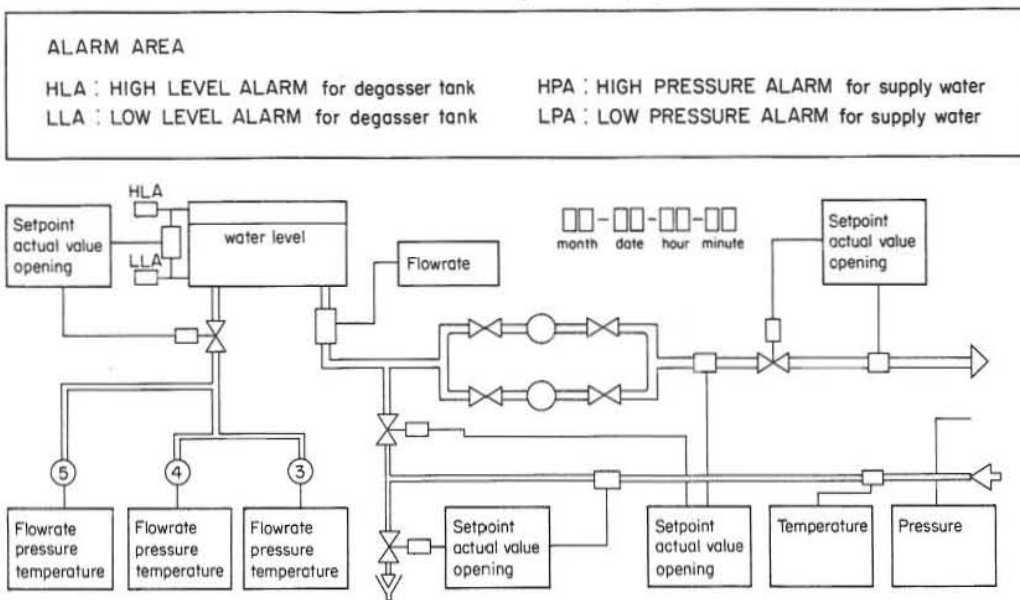 ALARM AREA
HLA : HIGH LEVEL ALARM for degasser tank
LLA : LOW LEVEL ALARM for degasser tank
HPA : HIGH PRESSURE ALARM for supply water
LPA : LOW PRESSURE ALARM for supply water
HLA
Setpoint
actual value
opening
LLA
water level
Flowrate
month date hour minute
Setpoint
actual value
opening
5
4
3
Flowrate
pressure
temperature
Flowrate
pressure
temperature
Flowrate
pressure
temperature
Setpoint
actual value
opening
Setpoint
actual value
opening
Temperature
Pressure